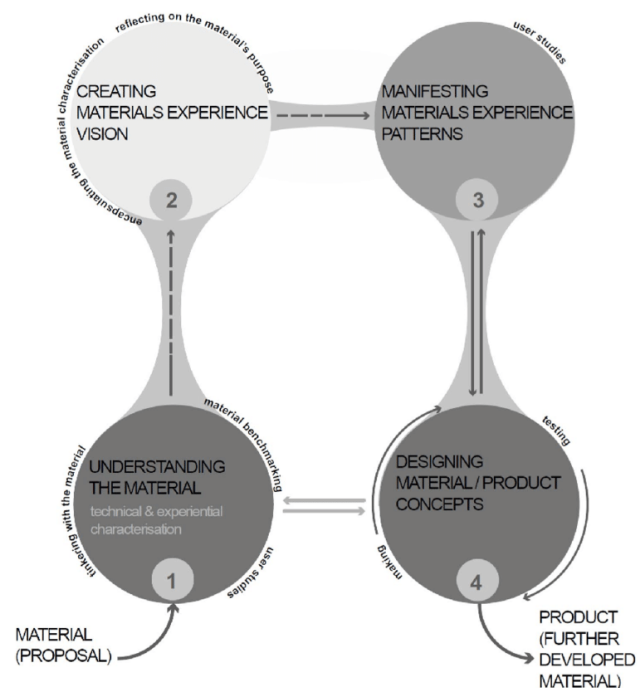 reflecting on the material's purpose
encapsulating the material characterisation
CREATING
MATERIALS EXPERIENCE
VISION
2
user studies
MANIFESTING
MATERIALS EXPERIENCE
PATTERNS
3
tinkering with the material
material benchmarking
user studies
UNDERSTANDING
THE MATERIAL
technical & experiential
characterisation
1
testing
making
DESIGNING
MATERIAL / PRODUCT
CONCEPTS
4
MATERIAL
(PROPOSAL)
PRODUCT
(FURTHER
DEVELOPED
MATERIAL)